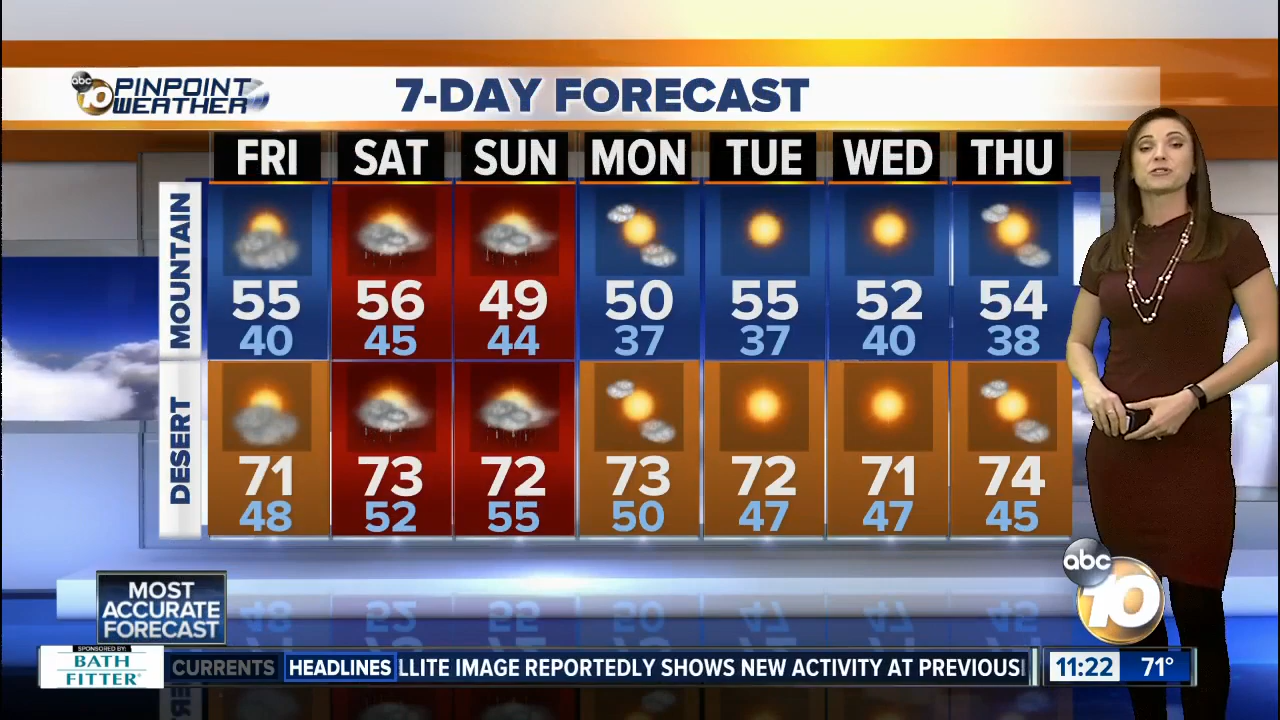 abc
10 PINPOINT
WEATHER
7-DAY FORECAST
FRI SAT SUN MON TUE WED THU
MOUNTAIN
55 56 49 50 55 52 54
40 45 44 37 37 40 38
DESERT
71 73 72 73 72 71 74
48 52 55 50 47 47 45
MOST
ACCURATE
FORECAST
abc
10
SPONSORED BY:
BATH
FITTER®
CURRENTS HEADLINES LLITE IMAGE REPORTEDLY SHOWS NEW ACTIVITY AT PREVIOUS 11:22 71°